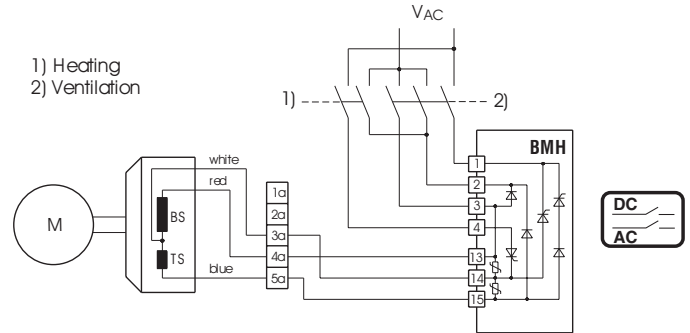 VAC
1) Heating
2) Ventilation
1)
2)
BMH
white
red
blue
M
BS
TS
1a
2a
3a
4a
5a
1
2
3
4
13
14
15
DC
AC